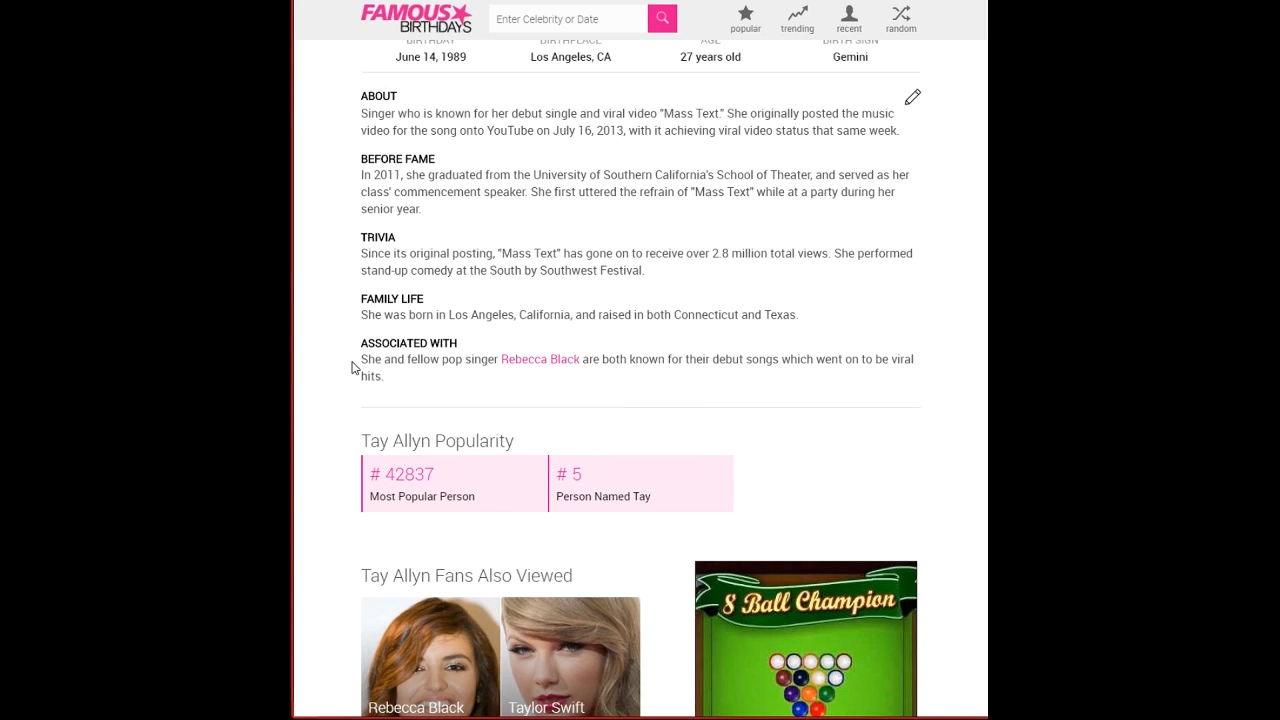 FAMOUS
BIRTHDAYS
Enter Celebrity or Date
popular
trending
recent
random
BIRTHDAY
BIRTHPLACE
AGE
BIRTH SIGN
June 14, 1989
Los Angeles, CA
27 years old
Gemini
ABOUT
Singer who is known for her debut single and viral video "Mass Text." She originally posted the music
video for the song onto YouTube on July 16, 2013, with it achieving viral video status that same week.
BEFORE FAME
In 2011, she graduated from the University of Southern California's School of Theater, and served as her
class' commencement speaker. She first uttered the refrain of "Mass Text" while at a party during her
senior year.
TRIVIA
Since its original posting, "Mass Text" has gone on to receive over 2.8 million total views. She performed
stand-up comedy at the South by Southwest Festival.
FAMILY LIFE
She was born in Los Angeles, California, and raised in both Connecticut and Texas.
ASSOCIATED WITH
She and fellow pop singer Rebecca Black are both known for their debut songs which went on to be viral
hits.
Tay Allyn Popularity
# 42837
Most Popular Person
# 5
Person Named Tay
Tay Allyn Fans Also Viewed
Rebecca Black
Taylor Swift
8 Ball Champion